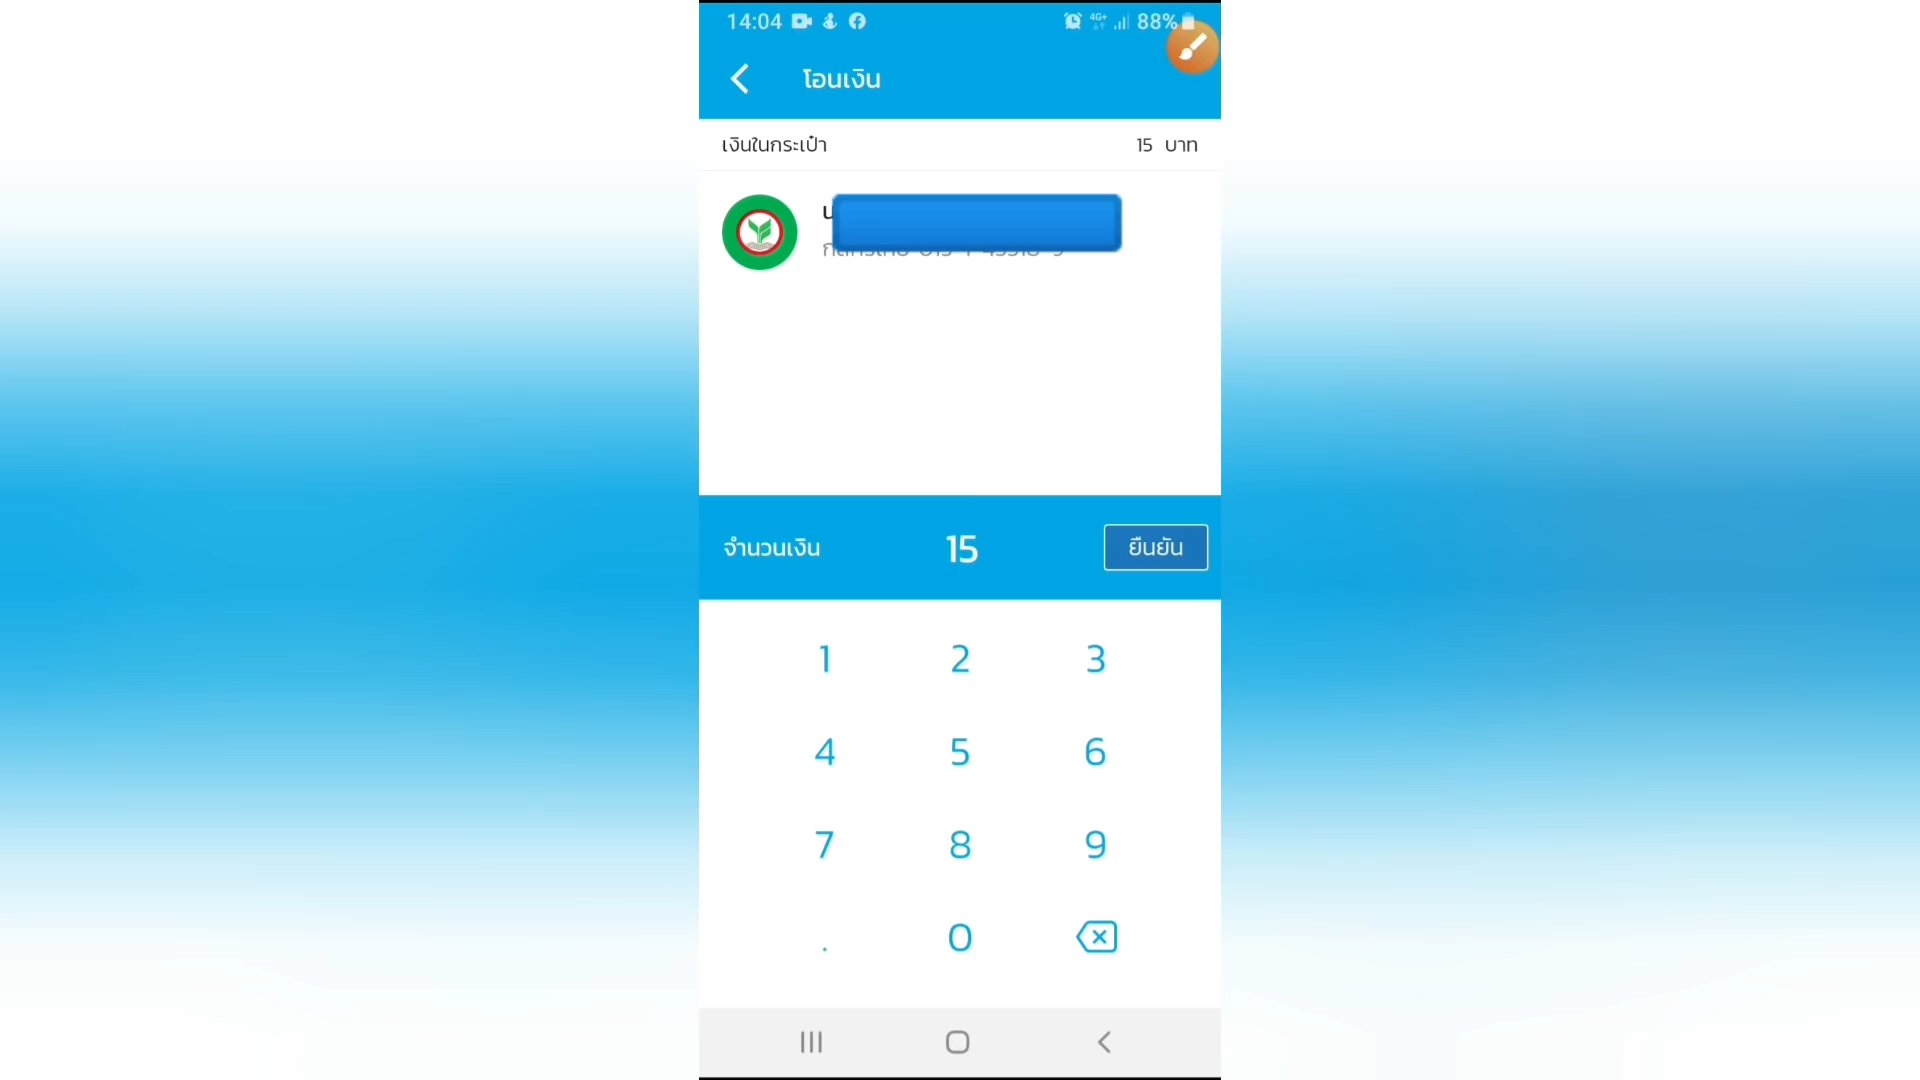 14:04 4G+ 88%
โอนเงิน
เงินในกระเป๋า 15 บาท
จำนวนเงิน 15 ยืนยัน
1 2 3
4 5 6
7 8 9
. 0